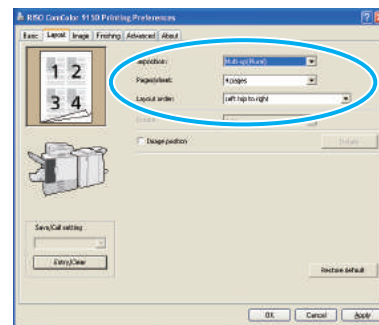 RISO ComColor 9150 Printing Preferences
Basic Layout Image Finishing Advanced About
1 2
3 4
Imposition: Multi-up(Plural)
Pages/sheet: 4 pages
Layout order: Left top to right
Image position
Details
Save/Call setting
Entry/Clear
Restore default
OK Cancel Apply